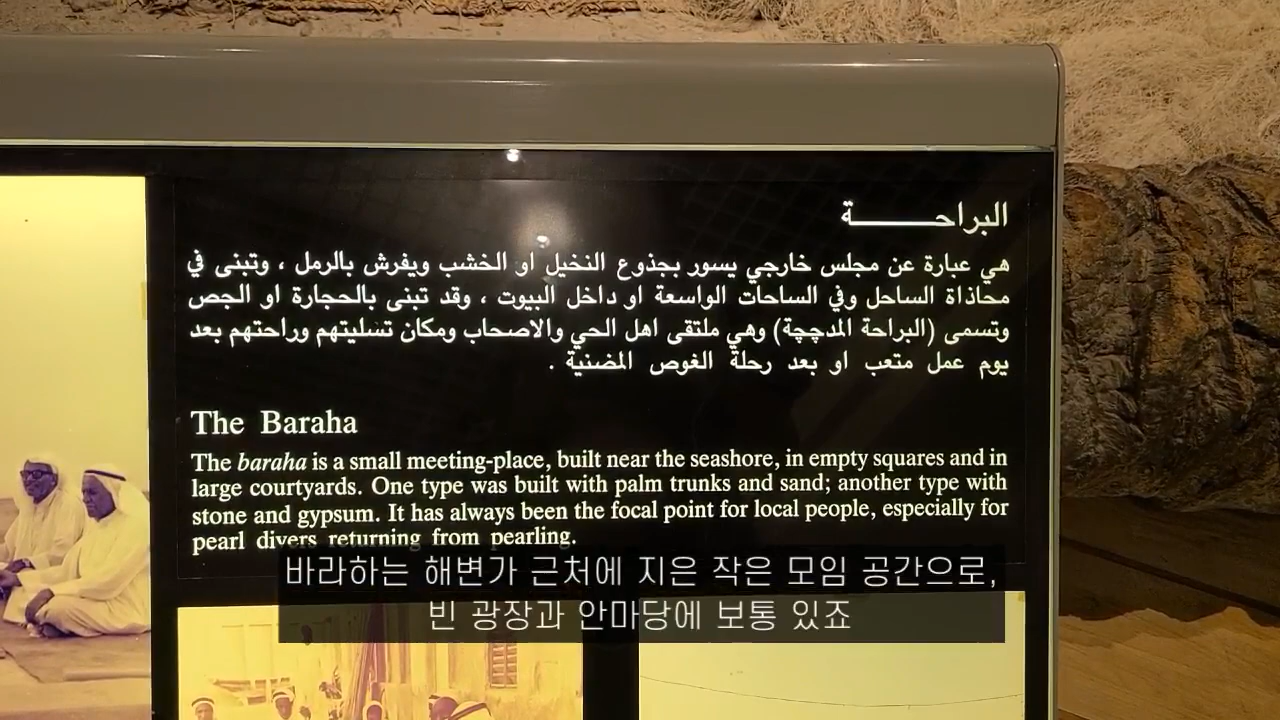 البراحــــــــــة
هي عبارة عن مجلس خارجي يسور بجذوع النخيل او الخشب ويفرش بالرمل ، وتبنى في
محاذاة الساحل وفي الساحات الواسعة او داخل البيوت ، وقد تبنى بالحجارة او الجص
وتسمى (البراحة المدچچة) وهي ملتقى اهل الحي والاصحاب ومكان تسليتهم وراحتهم بعد
يوم عمل متعب او بعد رحلة الغوص المضنية .
The Baraha
The baraha is a small meeting-place, built near the seashore, in empty squares and in
large courtyards. One type was built with palm trunks and sand; another type with
stone and gypsum. It has always been the focal point for local people, especially for
pearl divers returning from pearling.
바라하는 해변가 근처에 지은 작은 모임 공간으로,
빈 광장과 안마당에 보통 있죠